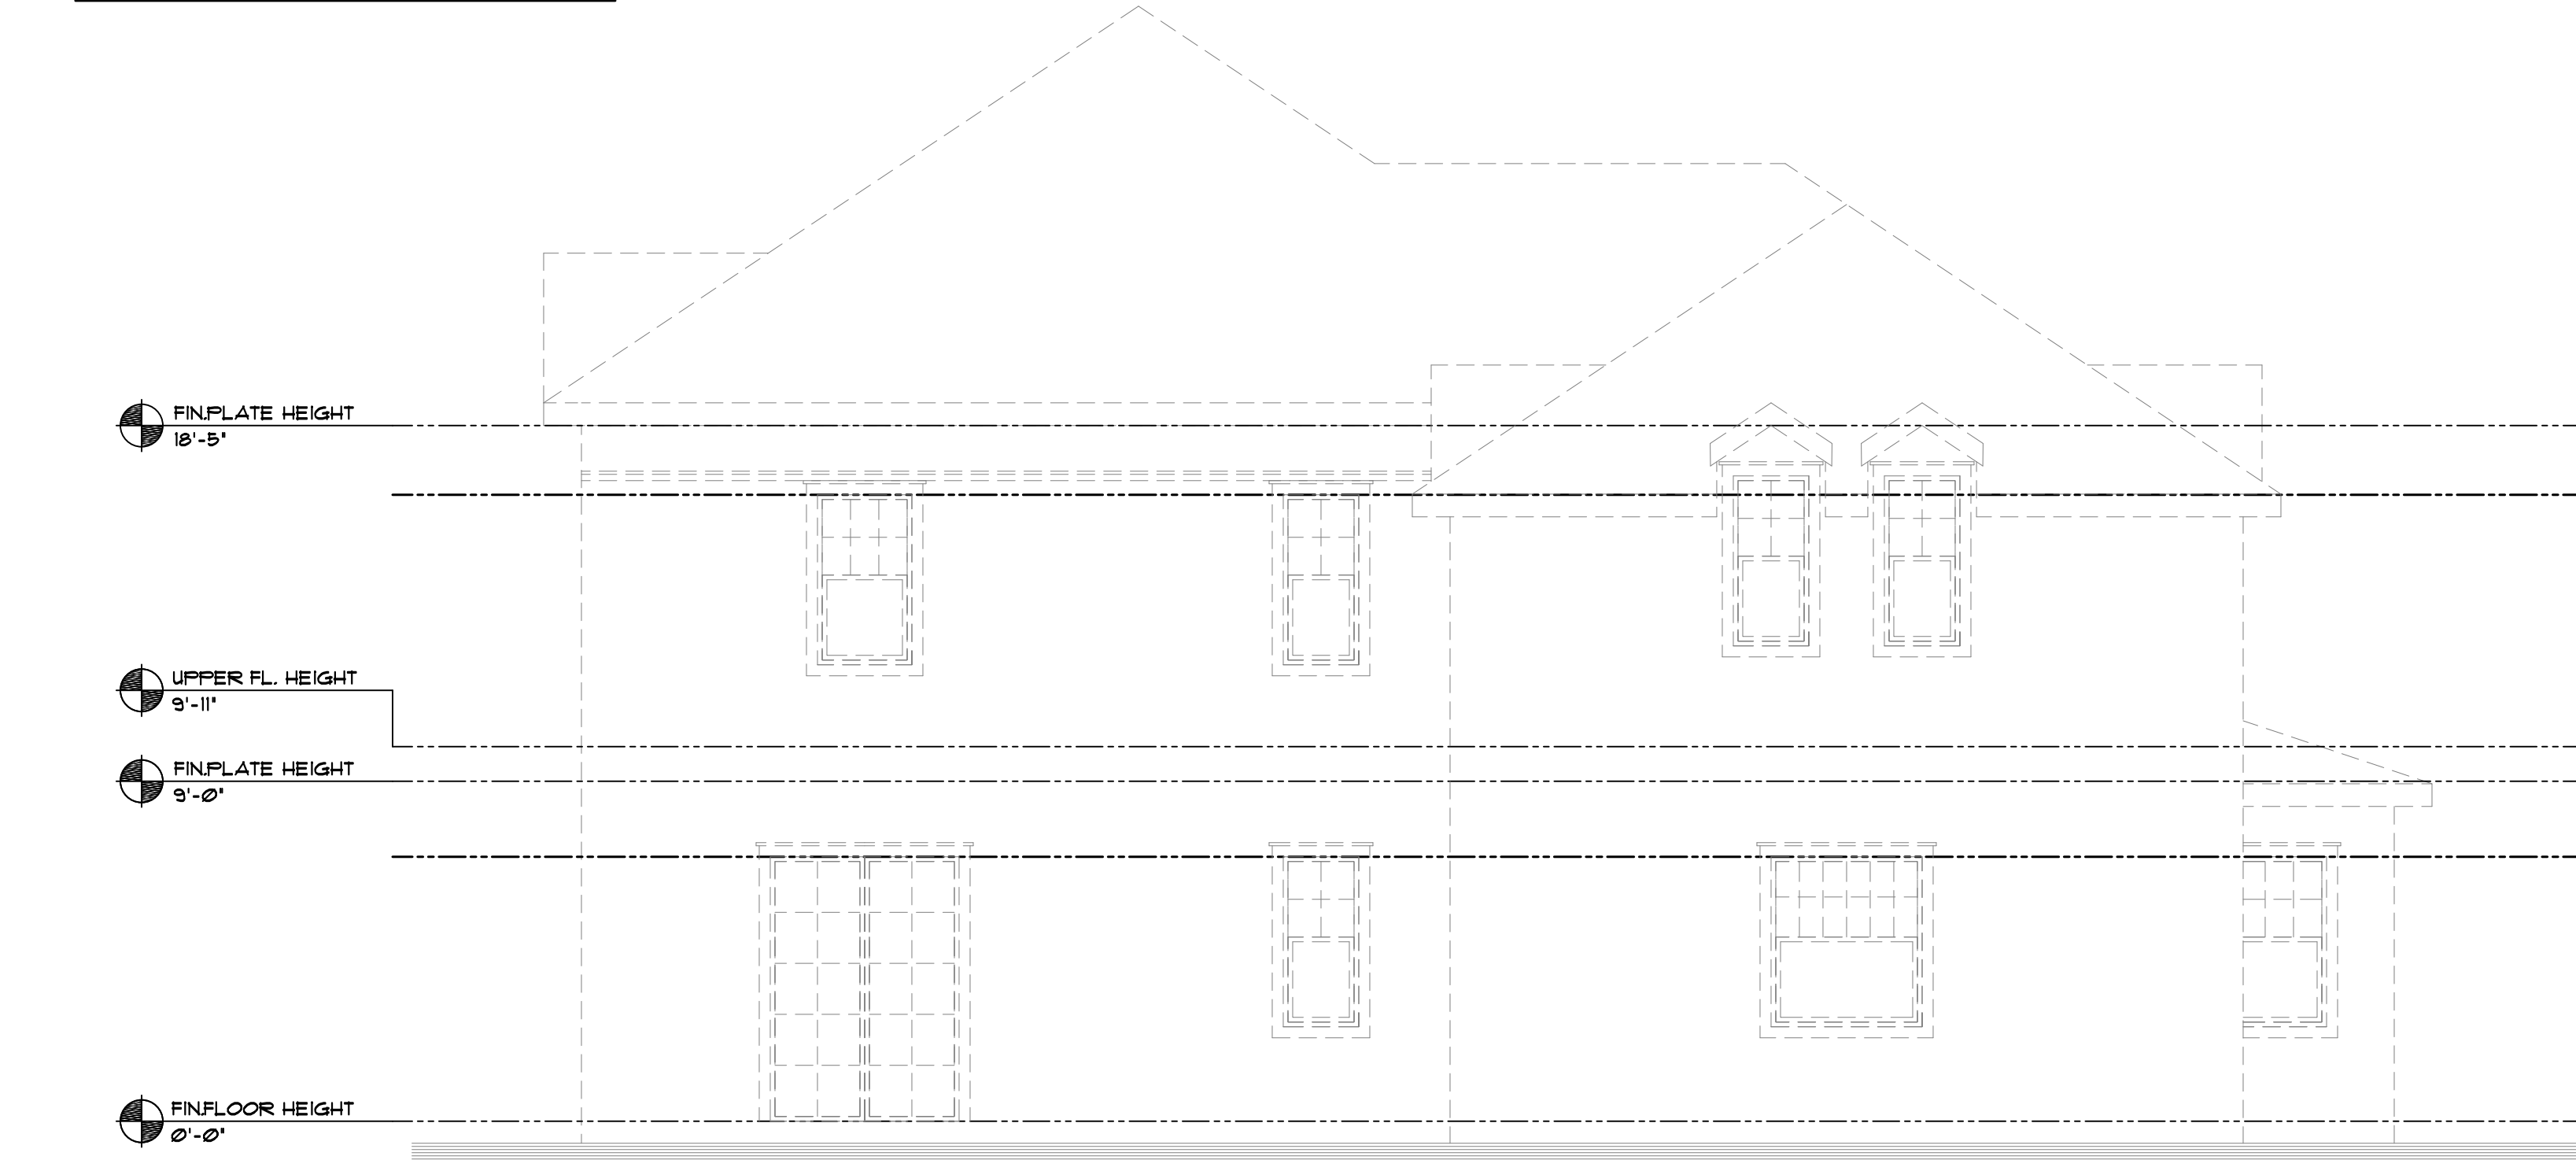 FIN.PLATE HEIGHT
18'-5"
UPPER FL. HEIGHT
9'-11"
FIN.PLATE HEIGHT
9'-0"
FIN.FLOOR HEIGHT
0'-0"